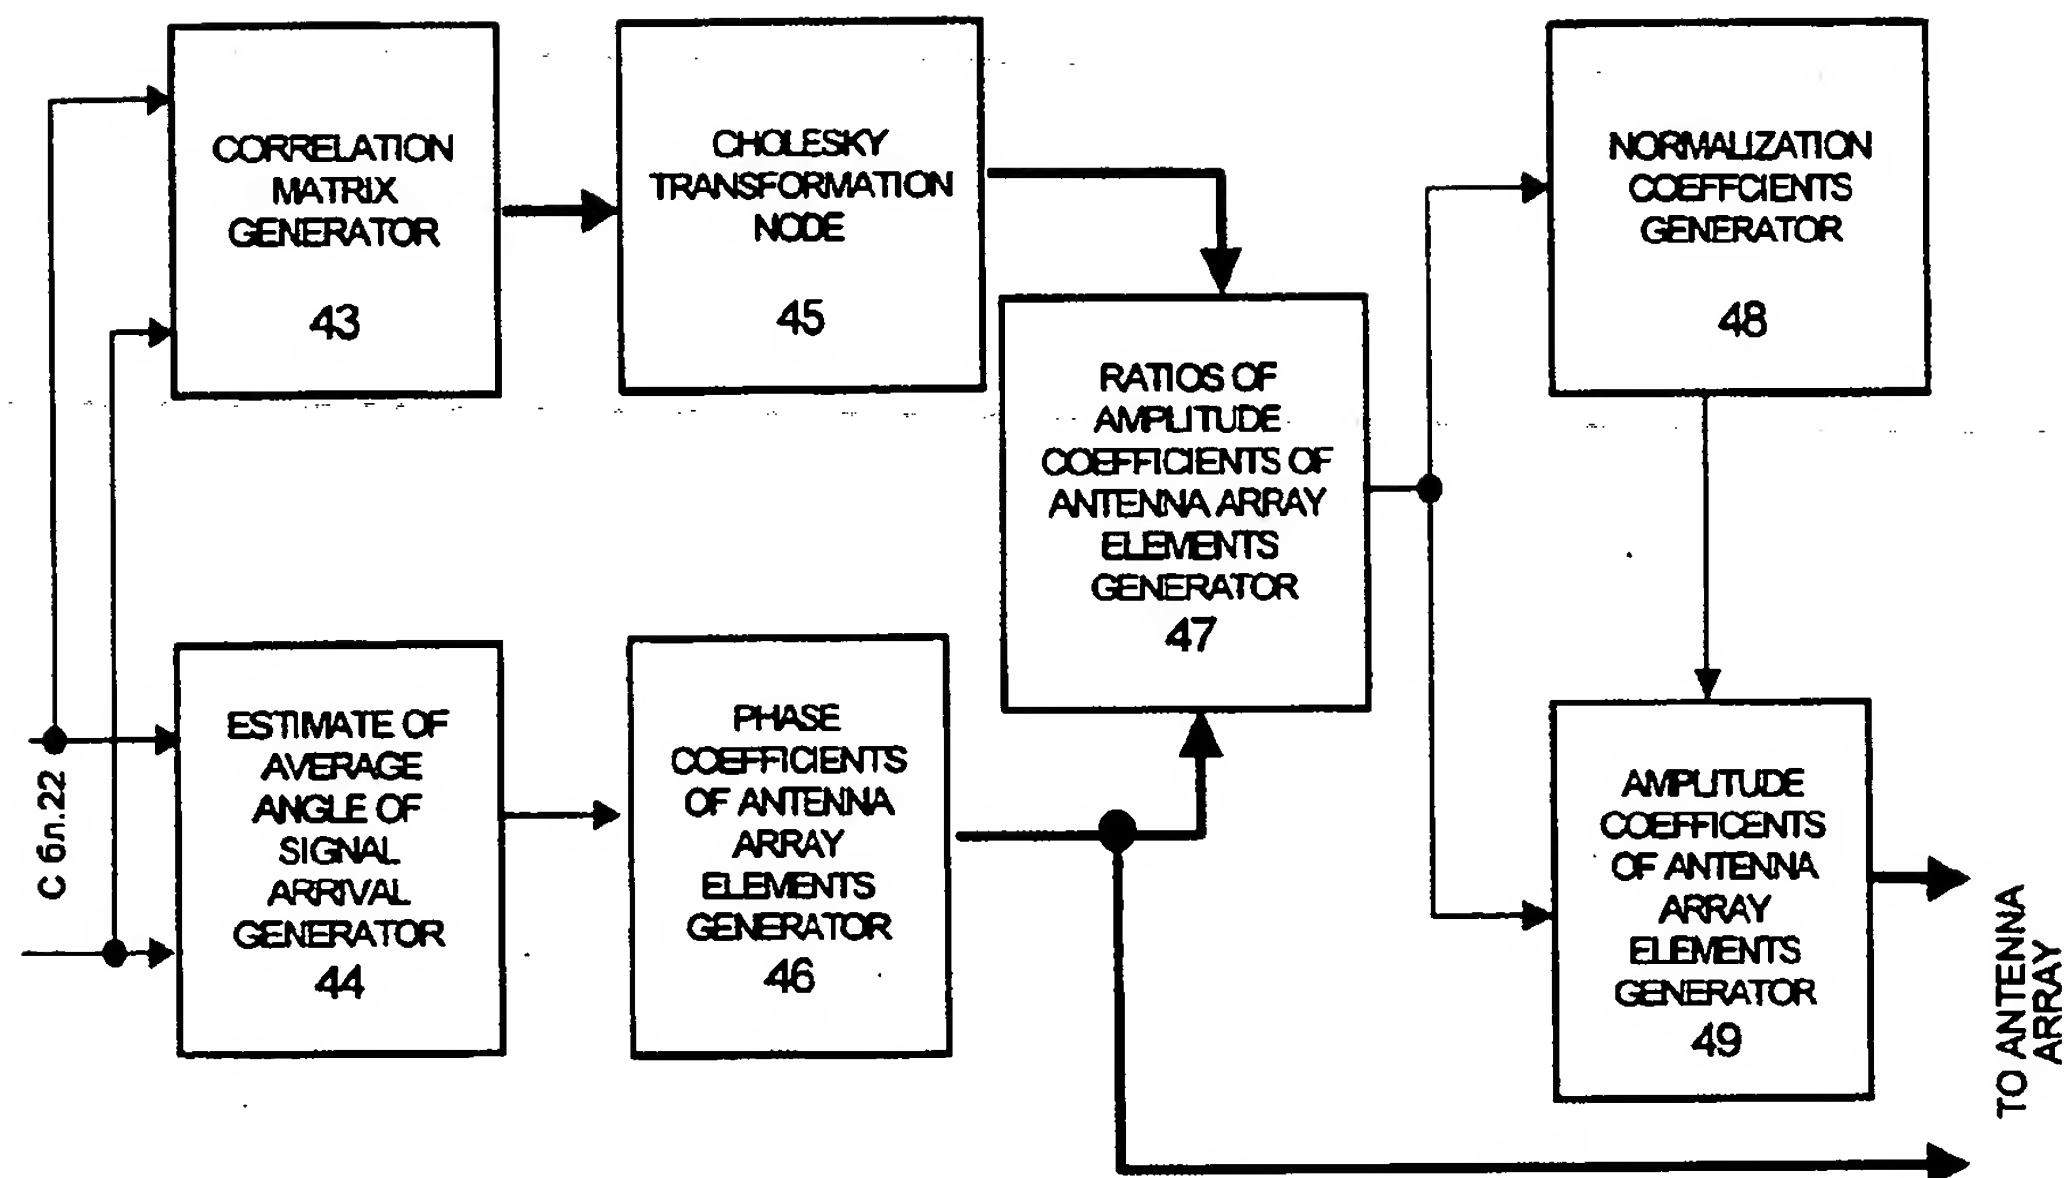 CORRELATION
MATRIX
GENERATOR
43
CHOLESKY
TRANSFORMATION
NODE
45
NORMALIZATION
COEFFCIENTS
GENERATOR
48
RATIOS OF
AMPLITUDE
COEFFICIENTS OF
ANTENNA ARRAY
ELEMENTS
GENERATOR
47
ESTIMATE OF
AVERAGE
ANGLE OF
SIGNAL
ARRIVAL
GENERATOR
44
PHASE
COEFFICIENTS
OF ANTENNA
ARRAY
ELEMENTS
GENERATOR
46
AMPLITUDE
COEFFICENTS
OF ANTENNA
ARRAY
ELEMENTS
GENERATOR
49
С бл.22
TO ANTENNA
ARRAY